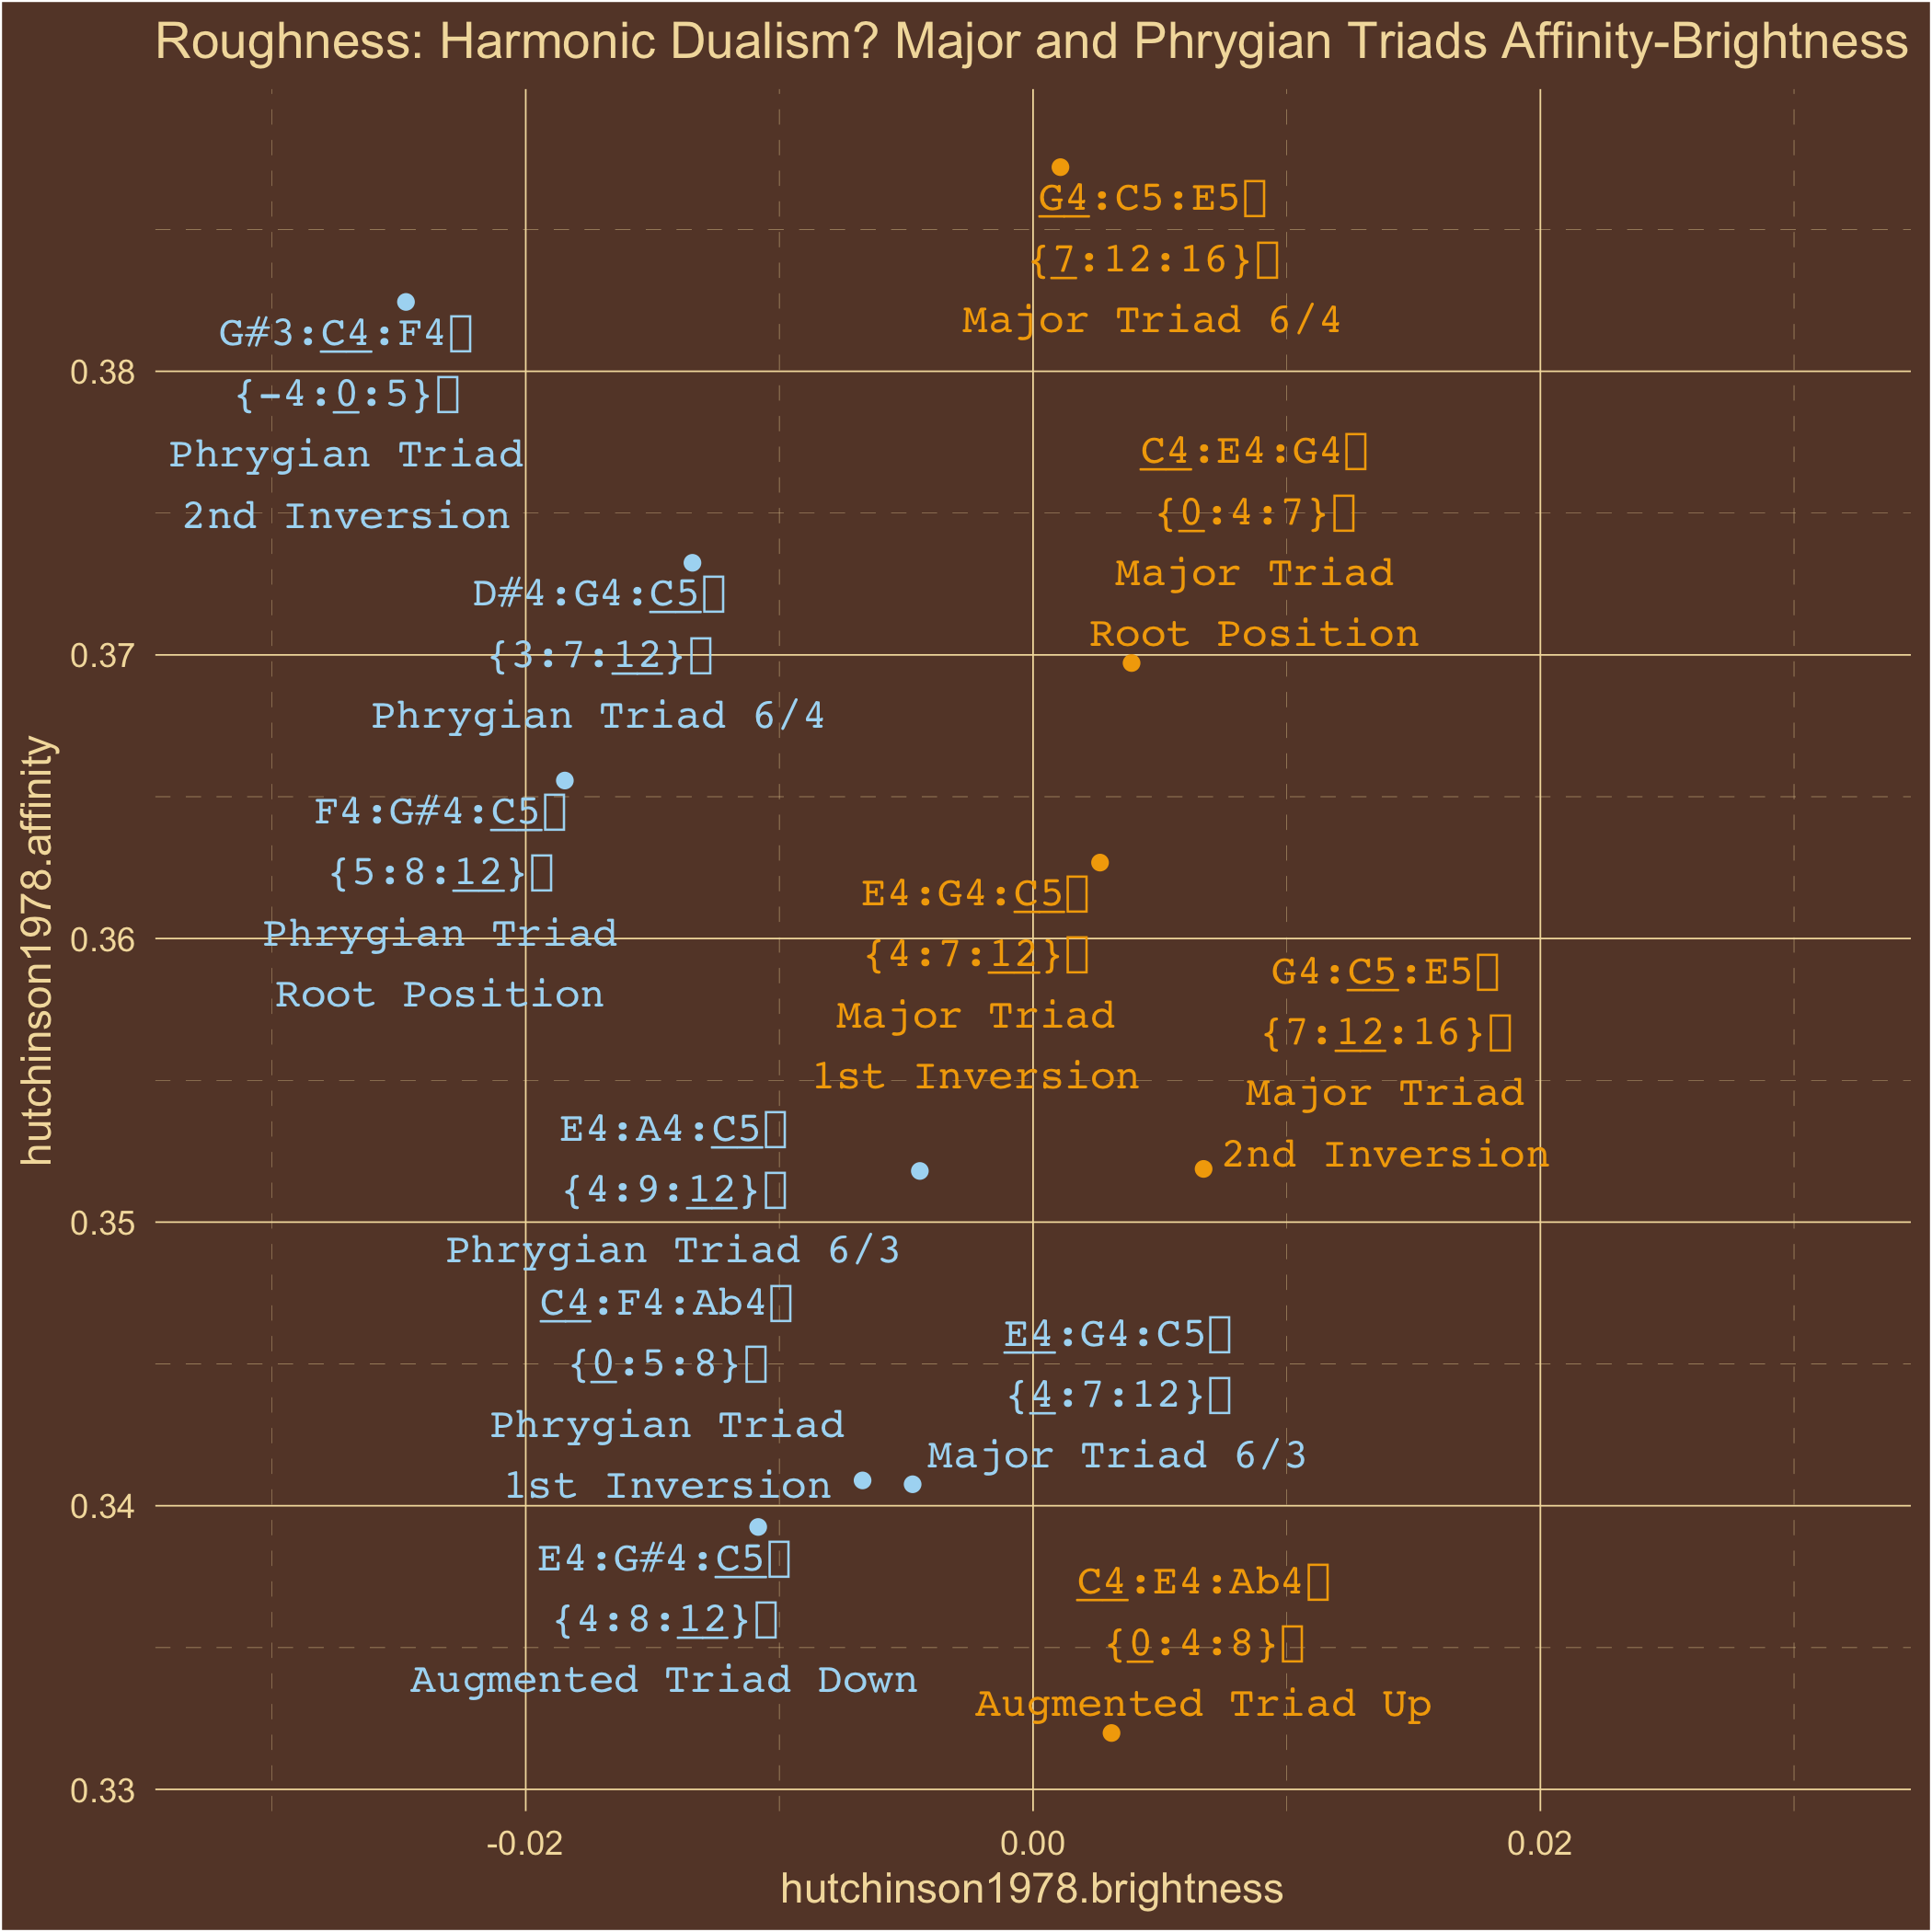 Roughness: Harmonic Dualism? Major and Phrygian Triads Affinity-Brightness
hutchinson1978.affinity
0.38
0.37
0.36
0.35
0.34
0.33
G4:C5:E5
{7:12:16}
Major Triad 6/4
G#3:C4:F4
{-4:0:5}
Phrygian Triad
2nd Inversion
C4:E4:G4
{0:4:7}
Major Triad
Root Position
D#4:G4:C5
{3:7:12}
Phrygian Triad 6/4
F4:G#4:C5
{5:8:12}
Phrygian Triad
Root Position
E4:G4:C5
{4:7:12}
Major Triad
1st Inversion
G4:C5:E5
{7:12:16}
Major Triad
2nd Inversion
E4:A4:C5
{4:9:12}
Phrygian Triad 6/3
C4:F4:Ab4
{0:5:8}
Phrygian Triad
1st Inversion
E4:G4:C5
{4:7:12}
Major Triad 6/3
E4:G#4:C5
{4:8:12}
Augmented Triad Down
C4:E4:Ab4
{0:4:8}
Augmented Triad Up
-0.02
0.00
0.02
hutchinson1978.brightness